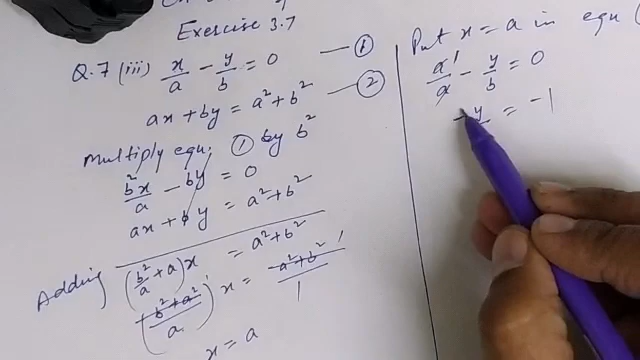 Exercise 3.7
Q.7 (iii) x/a - y/b = 0 — ①
ax + by = a² + b² — ②
Multiply equ. ① by b²
b²x/a - by = 0
ax + by = a² + b²
Adding (b²/a + a)x = a² + b²
((b² + a²)/a) x = (a² + b²)/1
x = a
Put x = a in equ (
a/a - y/b = 0
- y = -1